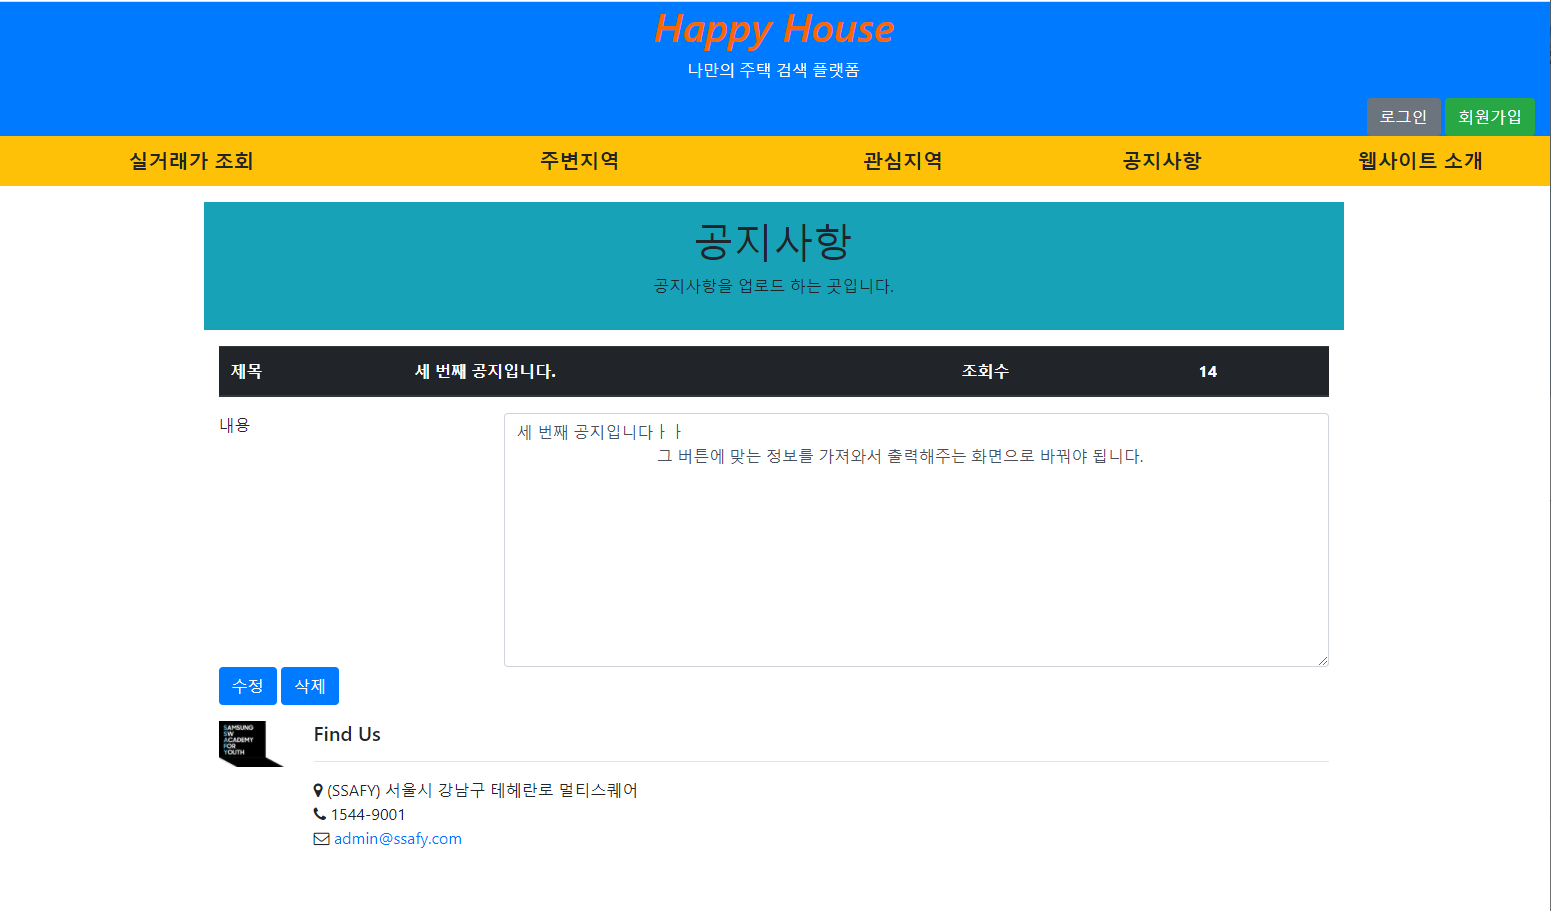 Happy House
나만의 주택 검색 플랫폼
로그인 회원가입
실거래가 조회 주변지역 관심지역 공지사항 웹사이트 소개
공지사항
공지사항을 업로드 하는 곳입니다.
제목 세 번째 공지입니다. 조회수 14
내용
세 번째 공지입니다ㅏㅏ
그 버튼에 맞는 정보를 가져와서 출력해주는 화면으로 바꿔야 됩니다.
수정 삭제
SAMSUNG
SW
ACADEMY
FOR
YOUTH
Find Us
(SSAFY) 서울시 강남구 테헤란로 멀티스퀘어
1544-9001
admin@ssafy.com